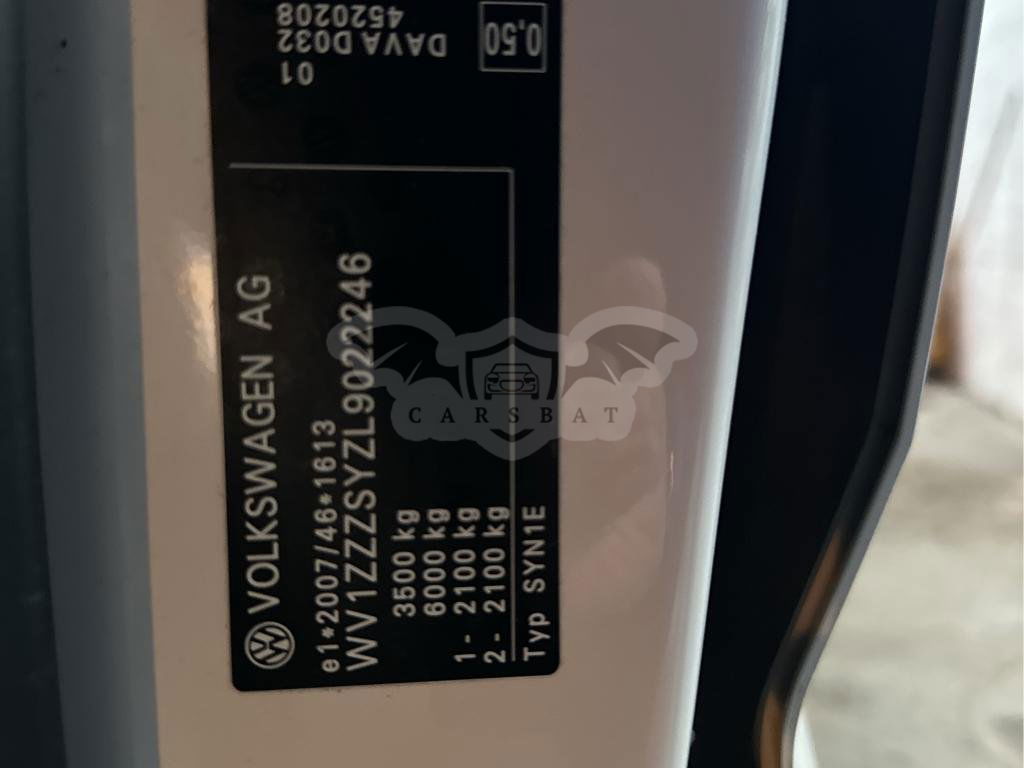 VOLKSWAGEN AG
e1*2007/46*1613
WV1ZZZSYZL9022246
3500 kg
6000 kg
1- 2100 kg
2- 2100 kg
Typ SYN1E
01
DAVA D032
4520208
0,50
CARSBAT